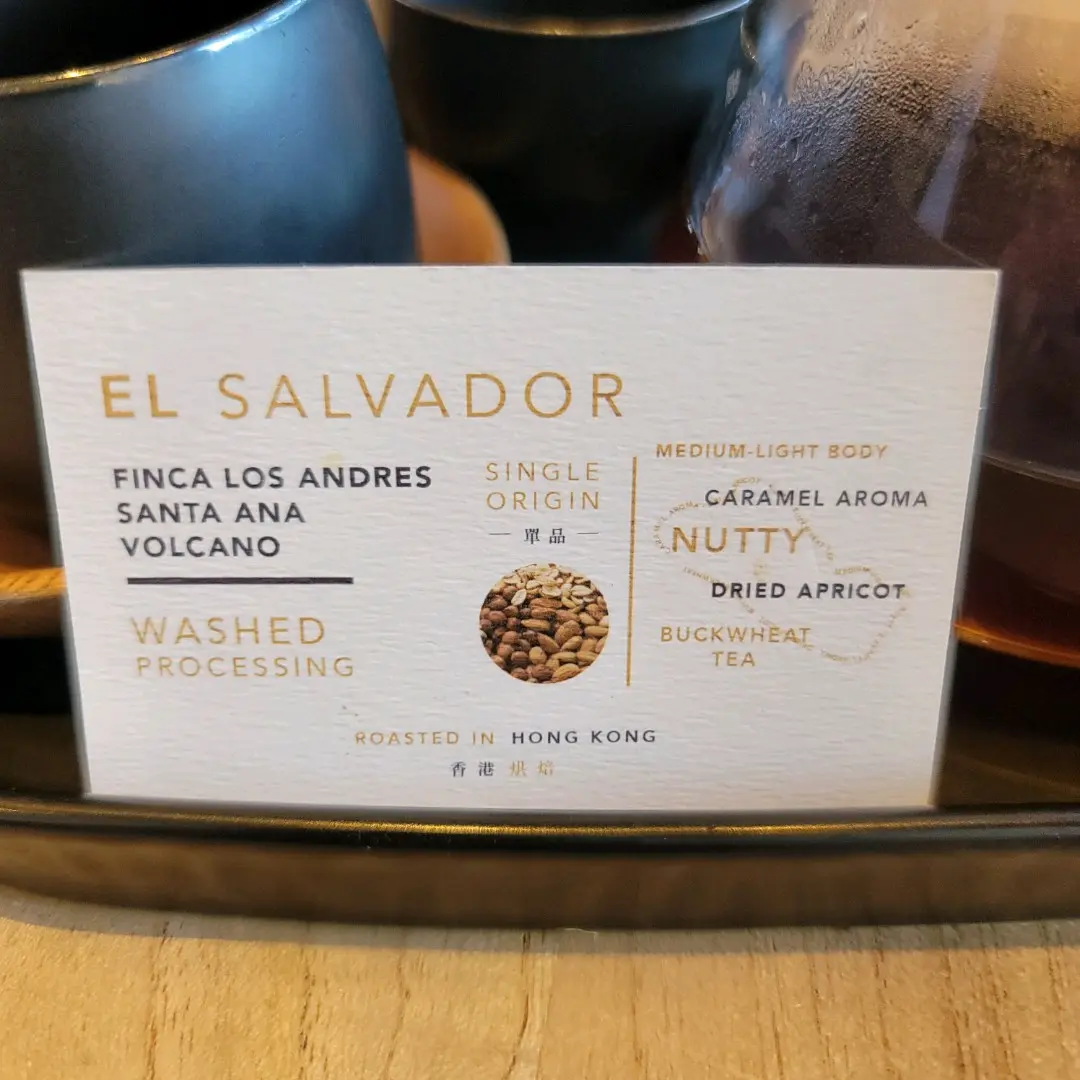 EL SALVADOR
FINCA LOS ANDRES
SANTA ANA
VOLCANO
WASHED
PROCESSING
SINGLE
ORIGIN
單品
MEDIUM-LIGHT BODY
CARAMEL AROMA
NUTTY
DRIED APRICOT
BUCKWHEAT
TEA
ROASTED IN HONG KONG
香港烘焙